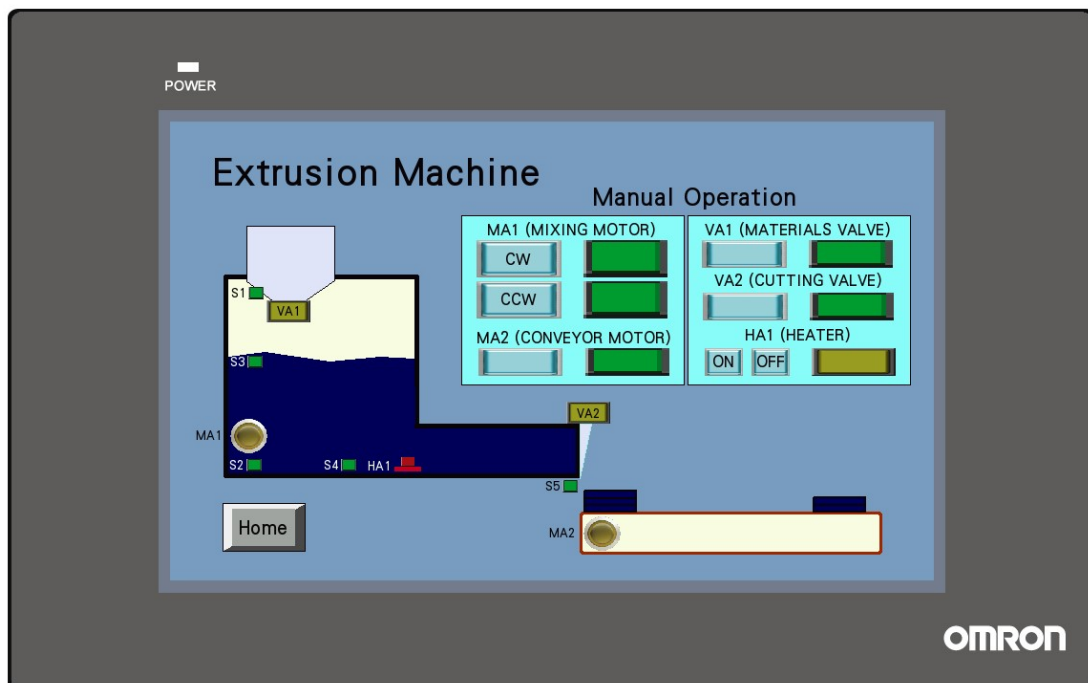 POWER
Extrusion Machine
Manual Operation
MA1 (MIXING MOTOR)
CW
CCW
MA2 (CONVEYOR MOTOR)
VA1 (MATERIALS VALVE)
VA2 (CUTTING VALVE)
HA1 (HEATER)
ON OFF
S1
VA1
S3
MA1
S2
S4
HA1
VA2
S5
MA2
Home
OMRON